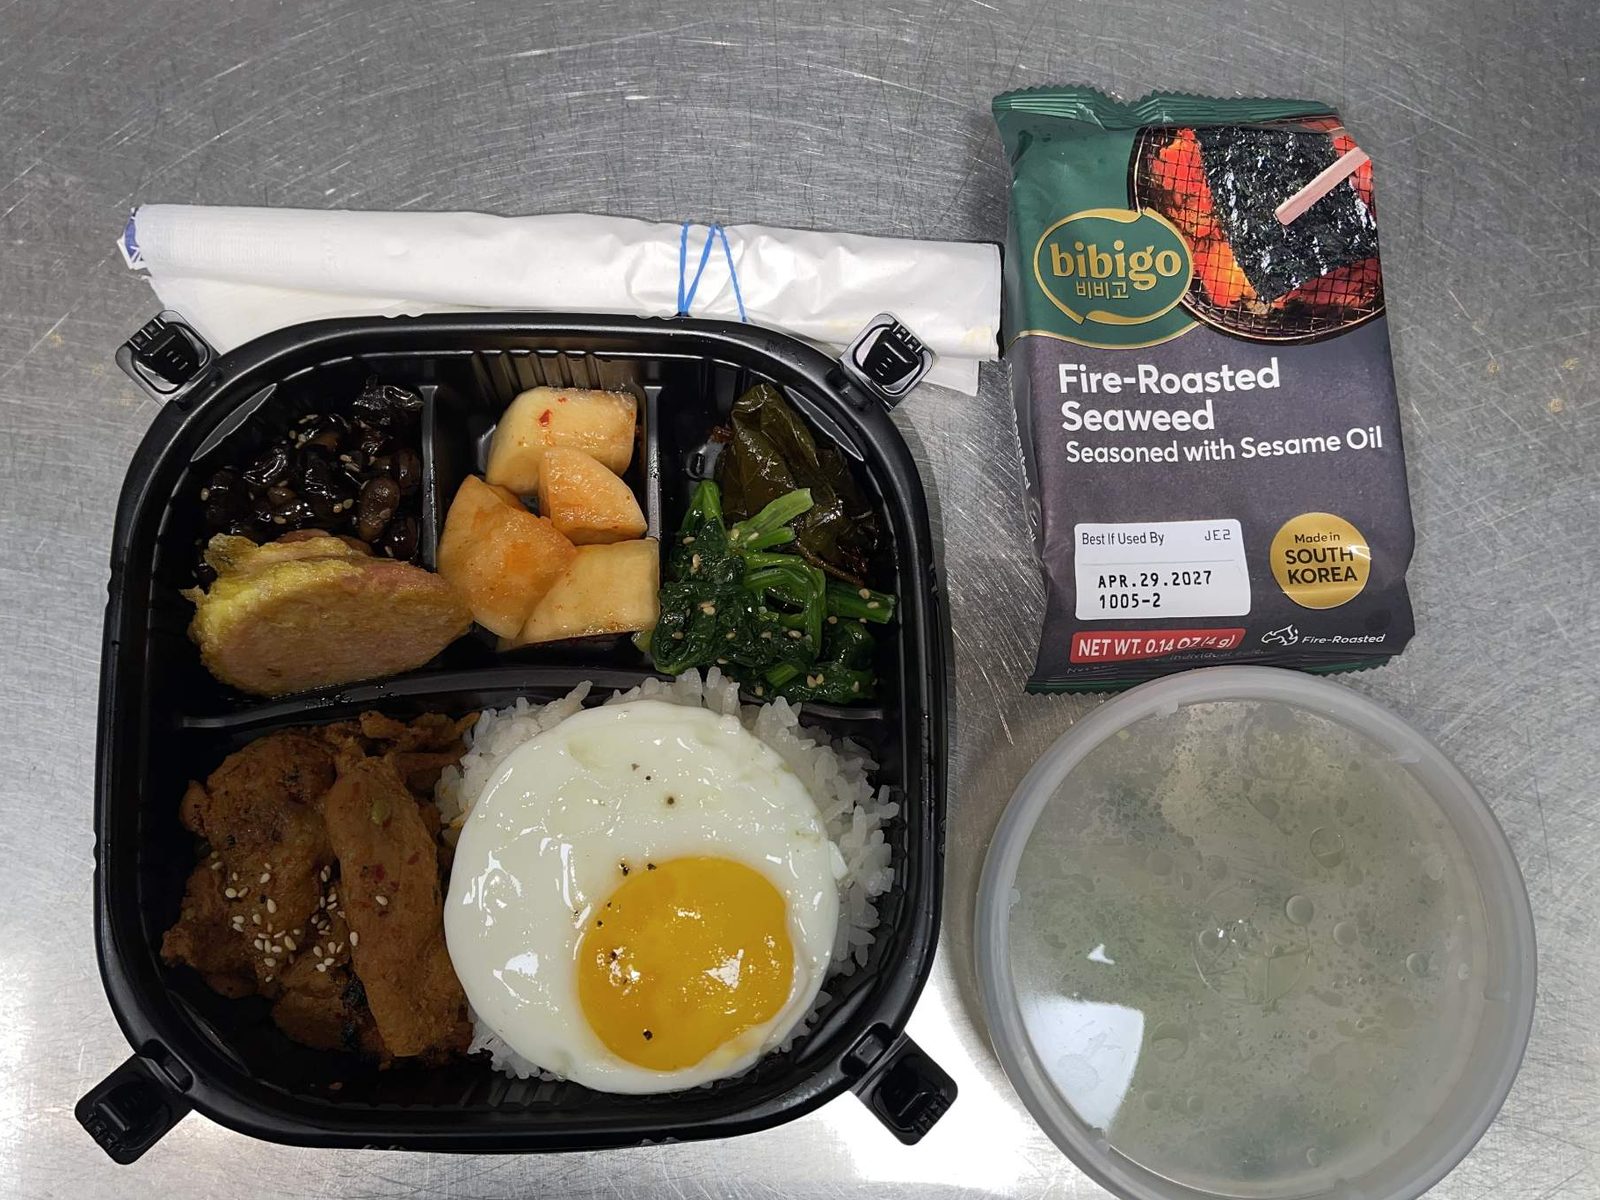 bibigo
비비고
Fire-Roasted
Seaweed
Seasoned with Sesame Oil
Best If Used By JE2
APR.29.2027
1005-2
Made in
SOUTH
KOREA
NET WT. 0.14 OZ (4 g)
Fire-Roasted